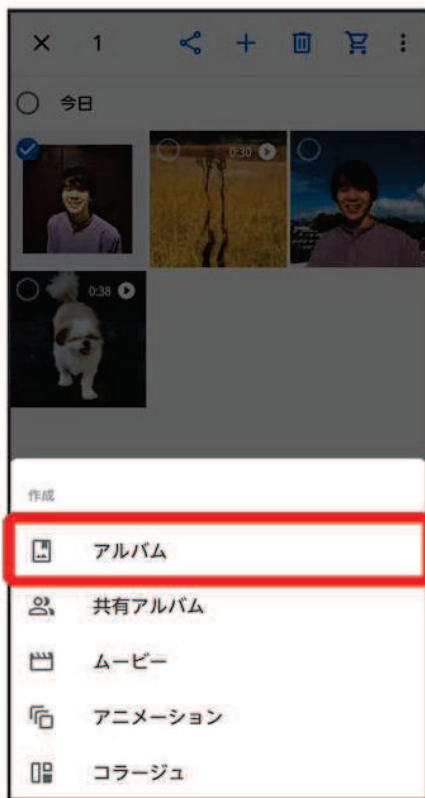 1
今日
0:30
0:38
作成
アルバム
共有アルバム
ムービー
アニメーション
コラージュ